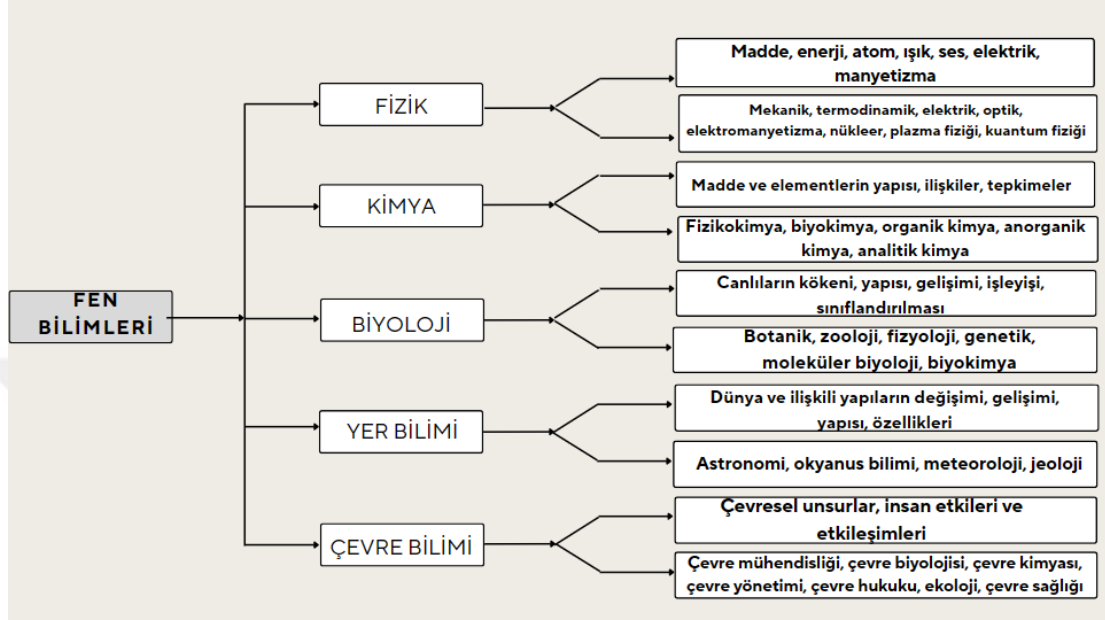 FEN
BİLİMLERİ
FİZİK
Madde, enerji, atom, ışık, ses, elektrik,
manyetizma
Mekanik, termodinamik, elektrik, optik,
elektromanyetizma, nükleer, plazma fiziği, kuantum fiziği
KİMYA
Madde ve elementlerin yapısı, ilişkiler, tepkimeler
Fizikokimya, biyokimya, organik kimya, anorganik
kimya, analitik kimya
BİYOLOJİ
Canlıların kökeni, yapısı, gelişimi, işleyişi,
sınıflandırılması
Botanik, zooloji, fizyoloji, genetik,
moleküler biyoloji, biyokimya
YER BİLİMİ
Dünya ve ilişkili yapıların değişimi, gelişimi,
yapısı, özellikleri
Astronomi, okyanus bilimi, meteoroloji, jeoloji
ÇEVRE BİLİMİ
Çevresel unsurlar, insan etkileri ve
etkileşimleri
Çevre mühendisliği, çevre biyolojisi, çevre kimyası,
çevre yönetimi, çevre hukuku, ekoloji, çevre sağlığı